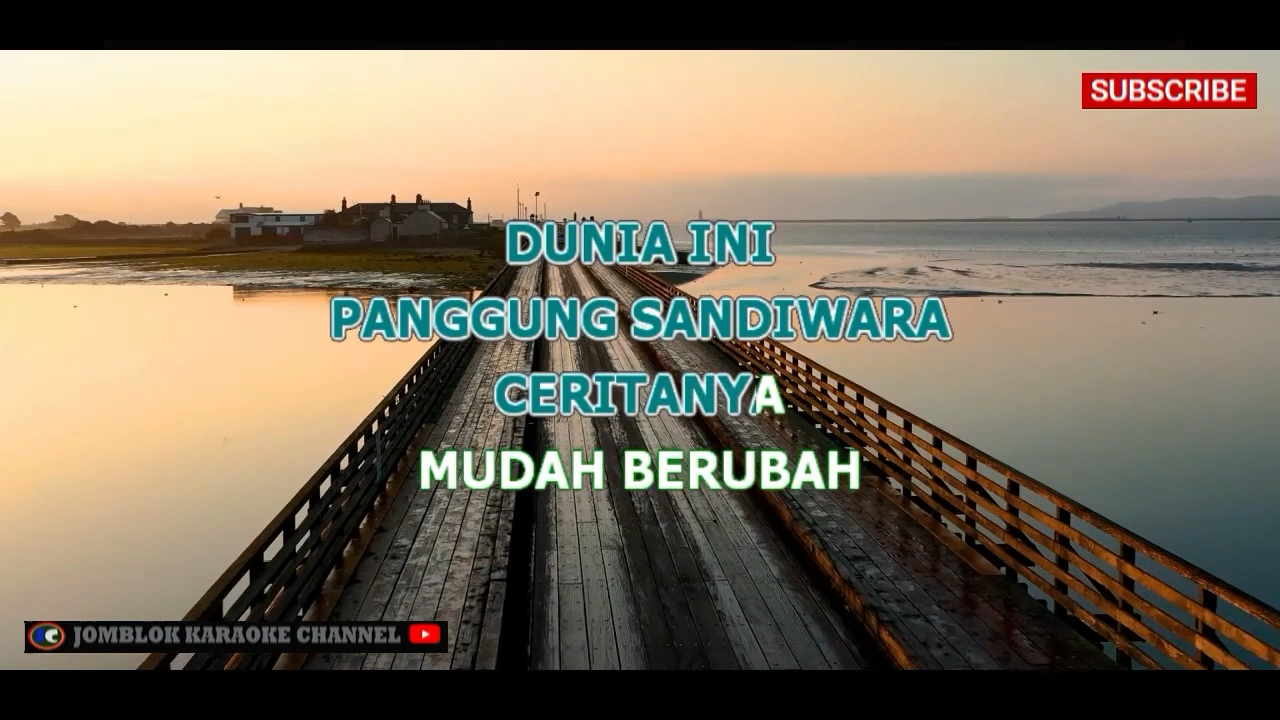 SUBSCRIBE
DUNIA INI
PANGGUNG SANDIWARA
CERITANYA
MUDAH BERUBAH
JOMBLOK KARAOKE CHANNEL